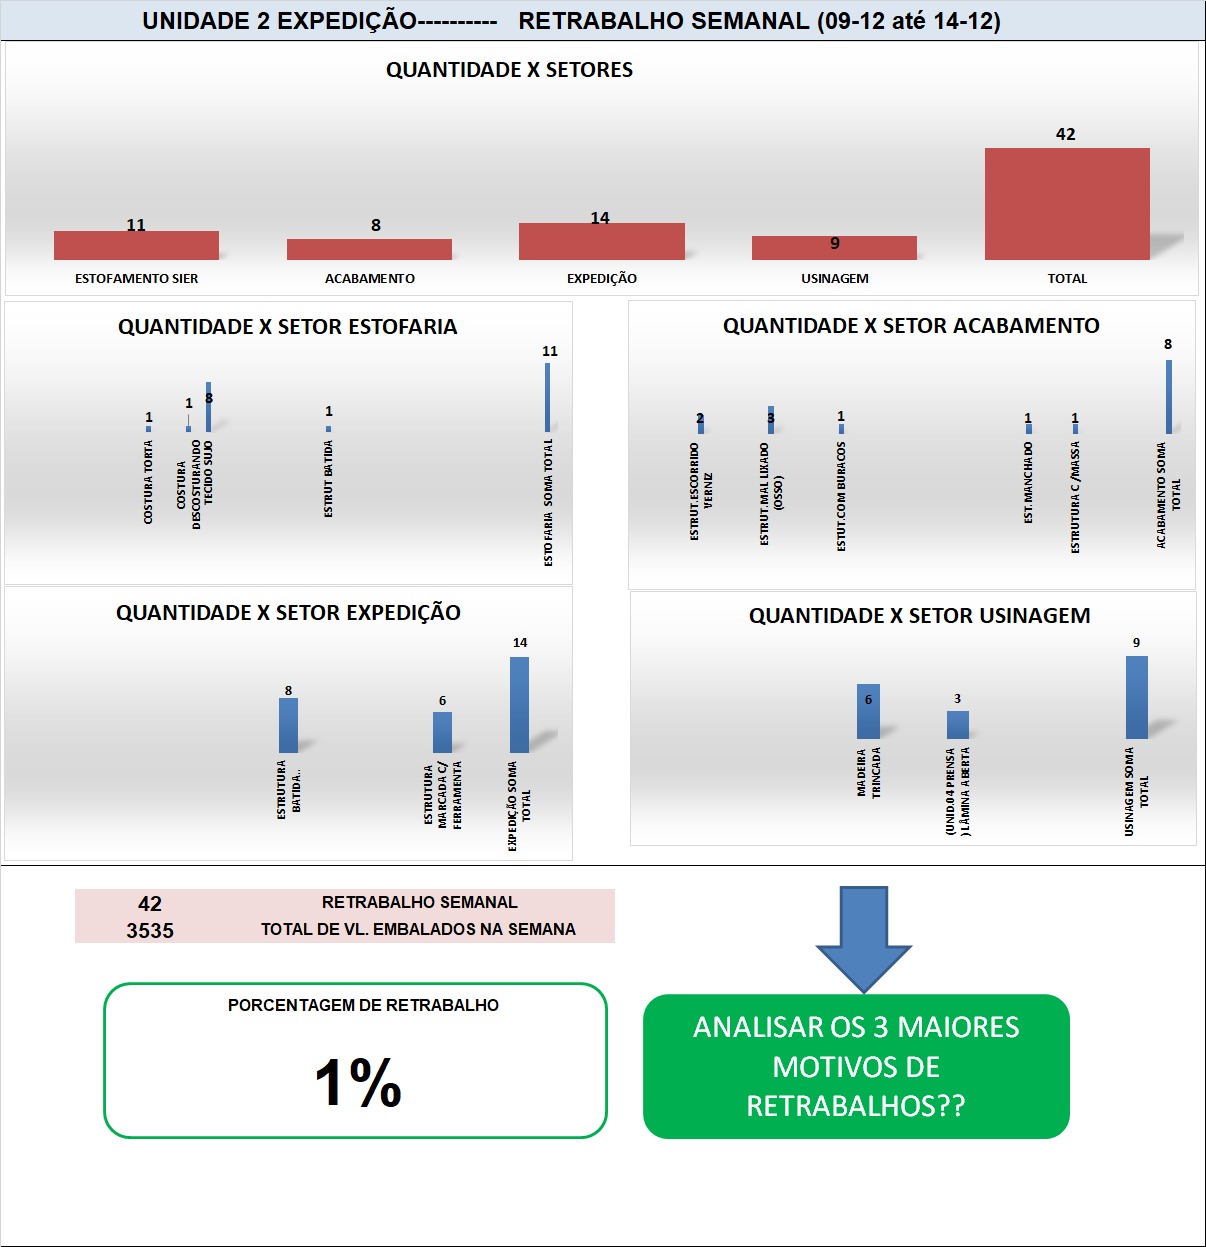 UNIDADE 2 EXPEDIÇÃO---------- RETRABALHO SEMANAL (09-12 até 14-12)
QUANTIDADE X SETORES
11
8
14
9
42
ESTOFAMENTO SIER
ACABAMENTO
EXPEDIÇÃO
USINAGEM
TOTAL
QUANTIDADE X SETOR ESTOFARIA
1
1
8
1
11
COSTURA TORTA
COSTURA
DESCOSTURANDO
TECIDO SUJO
ESTRUT BATIDA
ESTOFARIA SOMA TOTAL
QUANTIDADE X SETOR ACABAMENTO
2
3
1
1
1
8
ESTRUT.ESCORRIDO
VERNIZ
ESTRUT.MAL LIXADO
(OSSO)
ESTUT.COM BURACOS
EST.MANCHADO
ESTRUTURA C /MASSA
ACABAMENTO SOMA
TOTAL
QUANTIDADE X SETOR EXPEDIÇÃO
8
6
14
ESTRUTURA
BATIDA..
ESTRUTURA
MARCADA C/
FERRAMENTA
EXPEDIÇÃO SOMA
TOTAL
QUANTIDADE X SETOR USINAGEM
6
3
9
MADEIRA
TRINCADA
(UNID.04 PRENSA
) LÂMINA ABERTA
USINAGEM SOMA
TOTAL
42 RETRABALHO SEMANAL
3535 TOTAL DE VL. EMBALADOS NA SEMANA
PORCENTAGEM DE RETRABALHO
1%
ANALISAR OS 3 MAIORES
MOTIVOS DE
RETRABALHOS??